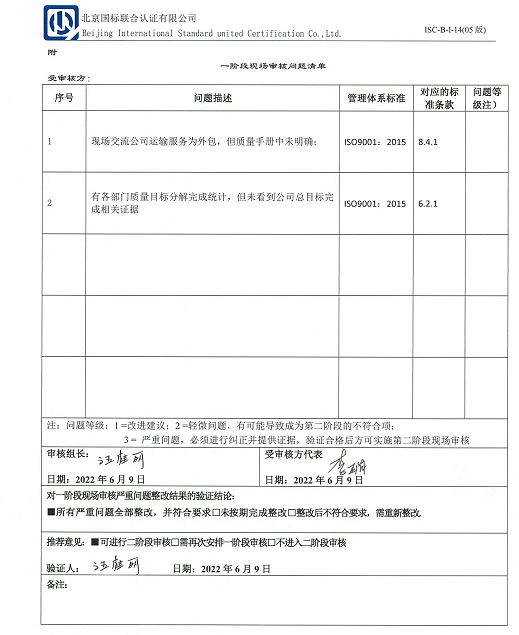 北京国标联合认证有限公司
Beijing International Standard united Certification Co.,Ltd.
ISC-B-I-14(05 版)
附
一阶段现场审核问题清单
受审核方:
序号 问题描述 管理体系标准 对应的标准条款 问题等级注)
1 现场交流公司运输服务为外包，但质量手册中未明确； ISO9001：2015 8.4.1
2 有各部门质量目标分解完成统计，但未看到公司总目标完
成相关证据 ISO9001：2015 6.2.1
注：问题等级：1 =改进建议；2 =轻微问题，有可能导致成为第二阶段的不符合项；
3 = 严重问题，必须进行纠正并提供证据，验证合格后方可实施第二阶段现场审核
审核组长： 受审核方代表
日期：2022 年 6 月 9 日 日期：2022 年 6 月 9 日
对一阶段现场审核严重问题整改结果的验证结论：
■所有严重问题全部整改，并符合要求□未按期完成整改□整改后不符合要求，需重新整改
推荐意见：■可进行二阶段审核□需再次安排一阶段审核□不进入二阶段审核
验证人： 日期：2022 年 6 月 9 日
备注：